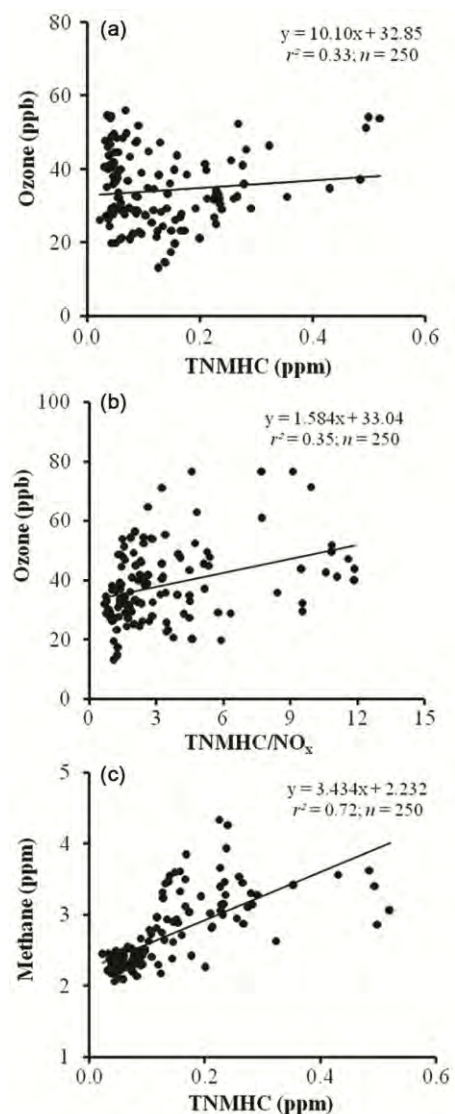 (a)
y = 10.10x + 32.85
r² = 0.33; n = 250
80
60
40
20
0
Ozone (ppb)
0.0 0.2 0.4 0.6
TNMHC (ppm)
(b)
y = 1.584x + 33.04
r² = 0.35; n = 250
100
80
60
40
20
0
Ozone (ppb)
0 3 6 9 12 15
TNMHC/NOₓ
(c)
y = 3.434x + 2.232
r² = 0.72; n = 250
5
4
3
2
1
Methane (ppm)
0.0 0.2 0.4 0.6
TNMHC (ppm)